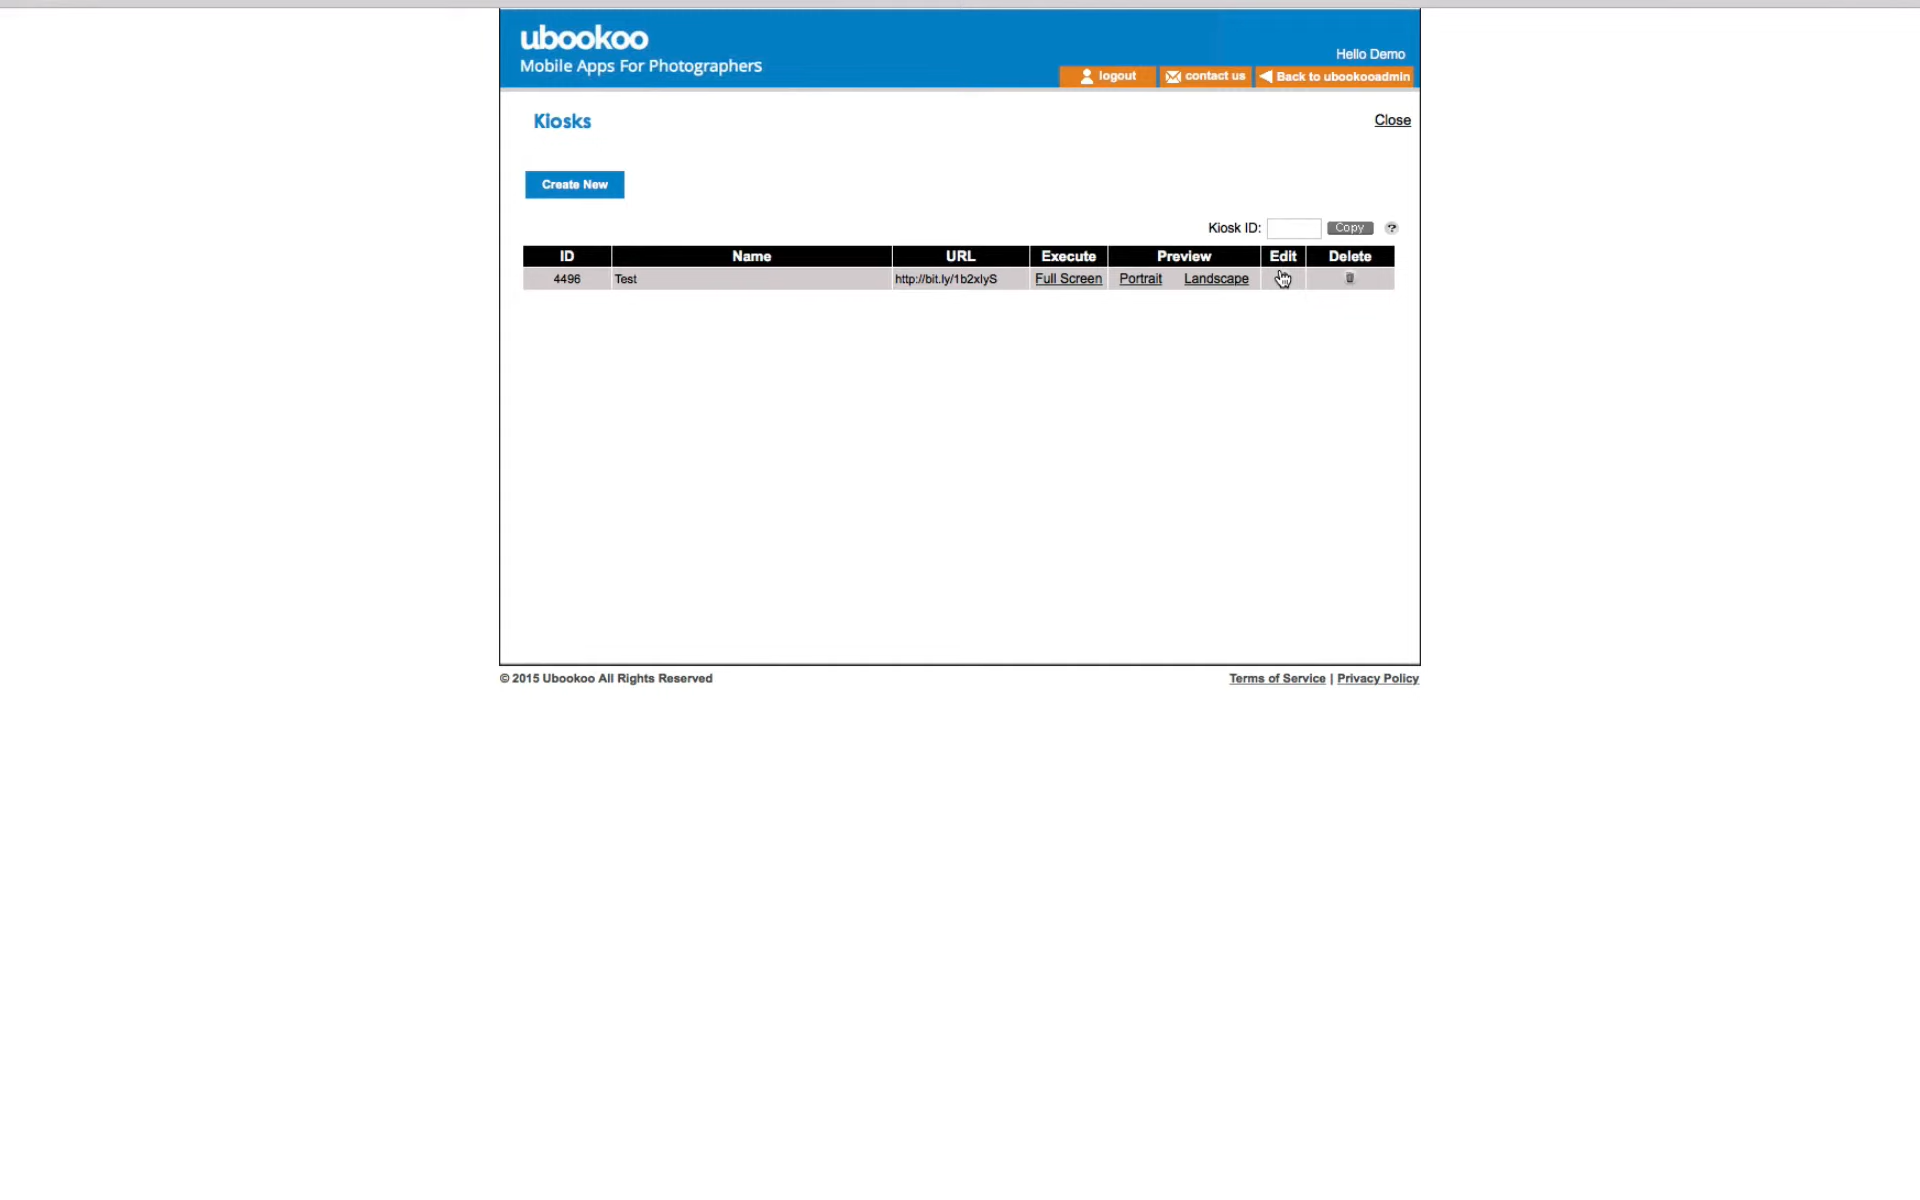 ubookoo
Mobile Apps For Photographers
Hello Demo
logout contact us Back to ubookooadmin
Kiosks Close
Create New
Kiosk ID: Copy ?
ID Name URL Execute Preview Edit Delete
4496 Test http://bit.ly/1b2xIyS Full Screen Portrait Landscape
© 2015 Ubookoo All Rights Reserved Terms of Service | Privacy Policy